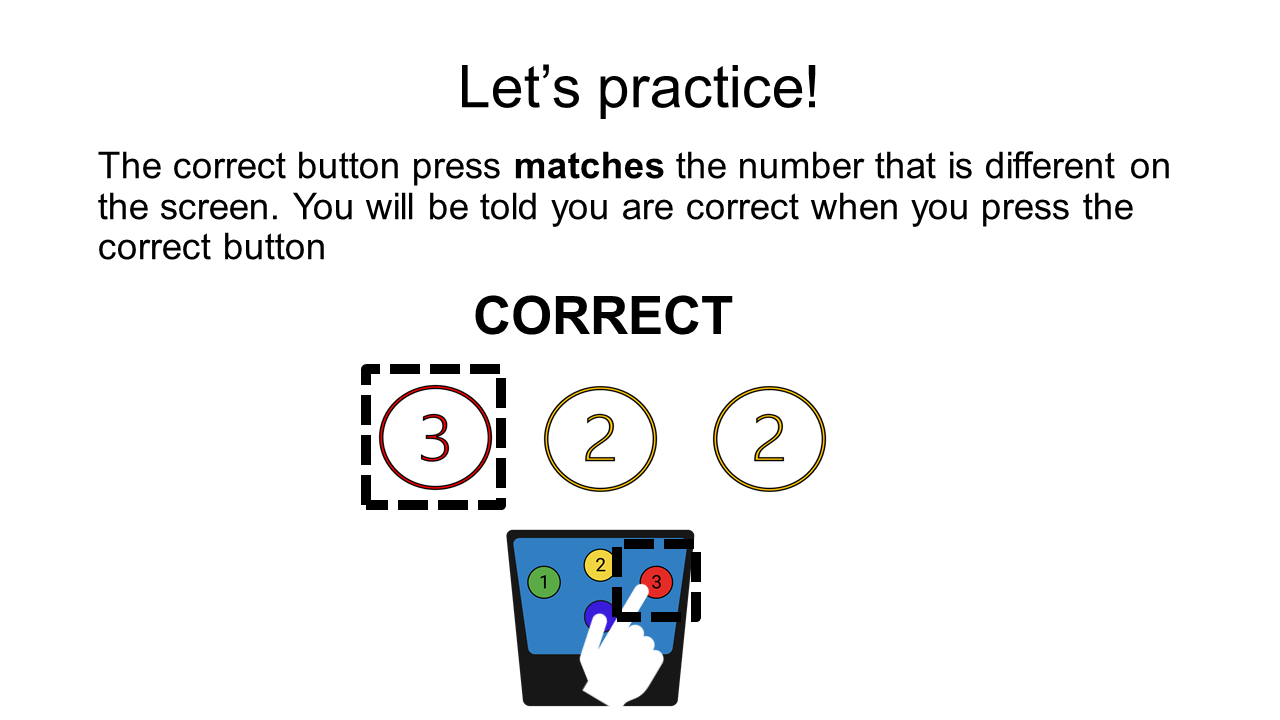 Let’s practice!
The correct button press matches the number that is different on
the screen. You will be told you are correct when you press the
correct button
CORRECT
3 2 2
2
1 3